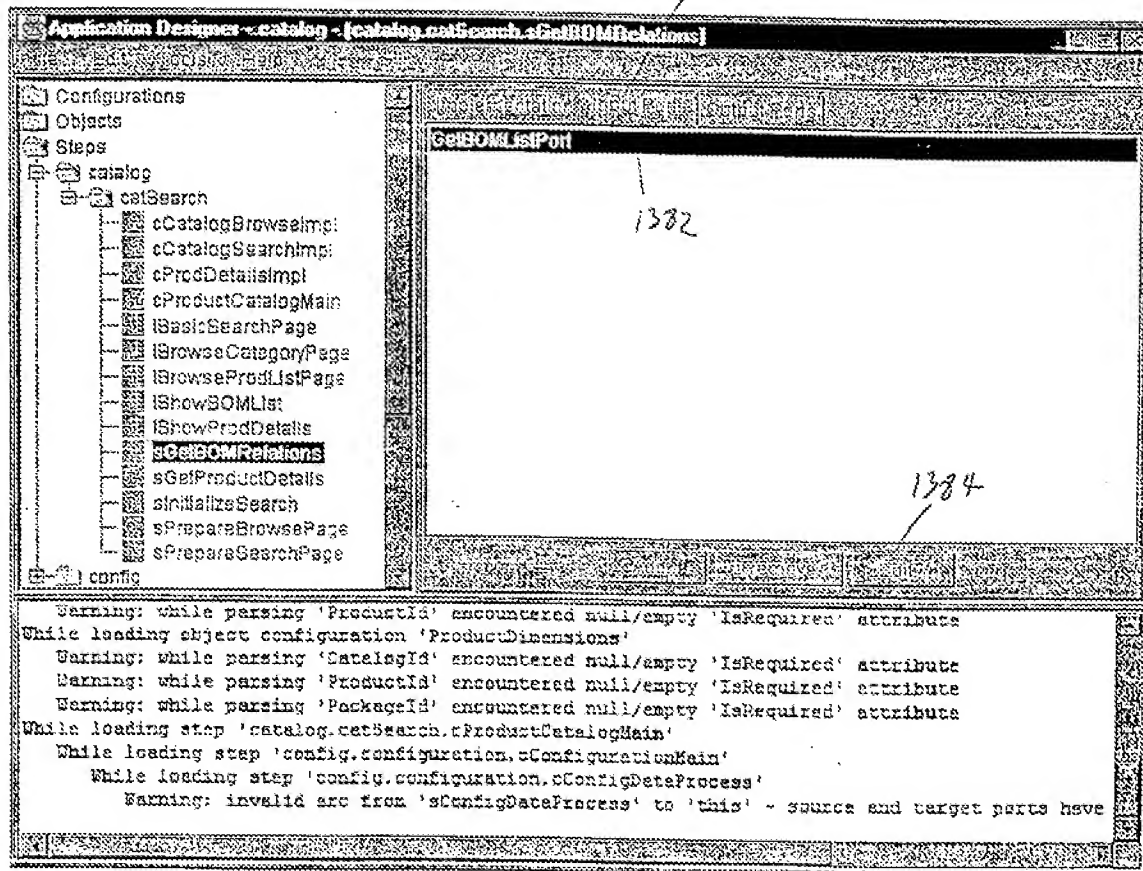 Application Designer - catalog - [catalog.catSearch.sGetBOMRelations]
Edit Help
Configurations
Objects
Steps
catalog
catSearch
cCatalogBrowseImpl
cCatalogSearchImpl
cProdDetailsImpl
cProductCatalogMain
lBasicSearchPage
lBrowseCategoryPage
lBrowseProdListPage
lShowBOMList
lShowProdDetails
sGetBOMRelations
sGetProductDetails
sInitializeSearch
sPrepareBrowsePage
sPrepareSearchPage
config
GetBOMListPort
1382
1384
Warning: while parsing 'ProductId' encountered null/empty 'IsRequired' attribute
While loading object configuration 'ProductDimensions'
Warning: while parsing 'CatalogId' encountered null/empty 'IsRequired' attribute
Warning: while parsing 'ProductId' encountered null/empty 'IsRequired' attribute
Warning: while parsing 'PackageId' encountered null/empty 'IsRequired' attribute
While loading step 'catalog.catSearch.cProductCatalogMain'
While loading step 'config.configuration.cConfigurationMain'
While loading step 'config.configuration.cConfigDataProcess'
Warning: invalid arc from 'sConfigDataProcess' to 'this' - source and target ports have